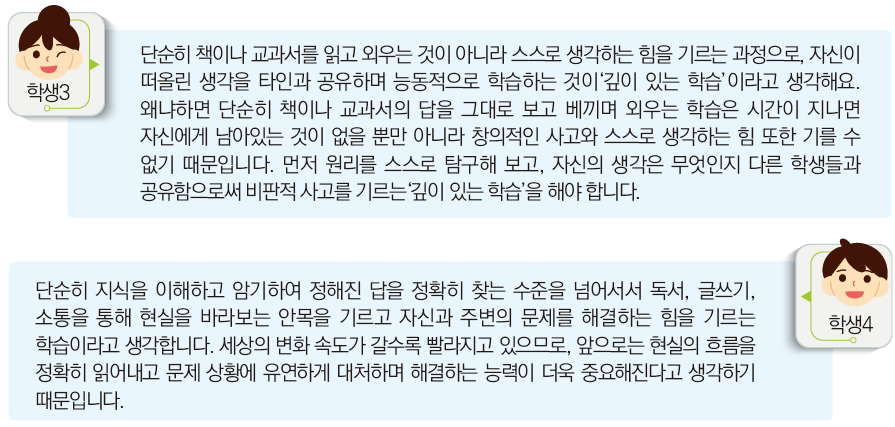 학생3
단순히 책이나 교과서를 읽고 외우는 것이 아니라 스스로 생각하는 힘을 기르는 과정으로, 자신이
떠올린 생각을 타인과 공유하며 능동적으로 학습하는 것이 ‘깊이 있는 학습’이라고 생각해요.
왜냐하면 단순히 책이나 교과서의 답을 그대로 보고 베끼며 외우는 학습은 시간이 지나면
자신에게 남아있는 것이 없을 뿐만 아니라 창의적인 사고와 스스로 생각하는 힘 또한 기를 수
없기 때문입니다. 먼저 원리를 스스로 탐구해 보고, 자신의 생각은 무엇인지 다른 학생들과
공유함으로써 비판적 사고를 기르는 ‘깊이 있는 학습’을 해야 합니다.
단순히 지식을 이해하고 암기하여 정해진 답을 정확히 찾는 수준을 넘어서서 독서, 글쓰기,
소통을 통해 현실을 바라보는 안목을 기르고 자신과 주변의 문제를 해결하는 힘을 기르는
학습이라고 생각합니다. 세상의 변화 속도가 갈수록 빨라지고 있으므로, 앞으로는 현실의 흐름을
정확히 읽어내고 문제 상황에 유연하게 대처하며 해결하는 능력이 더욱 중요해진다고 생각하기
때문입니다.
학생4